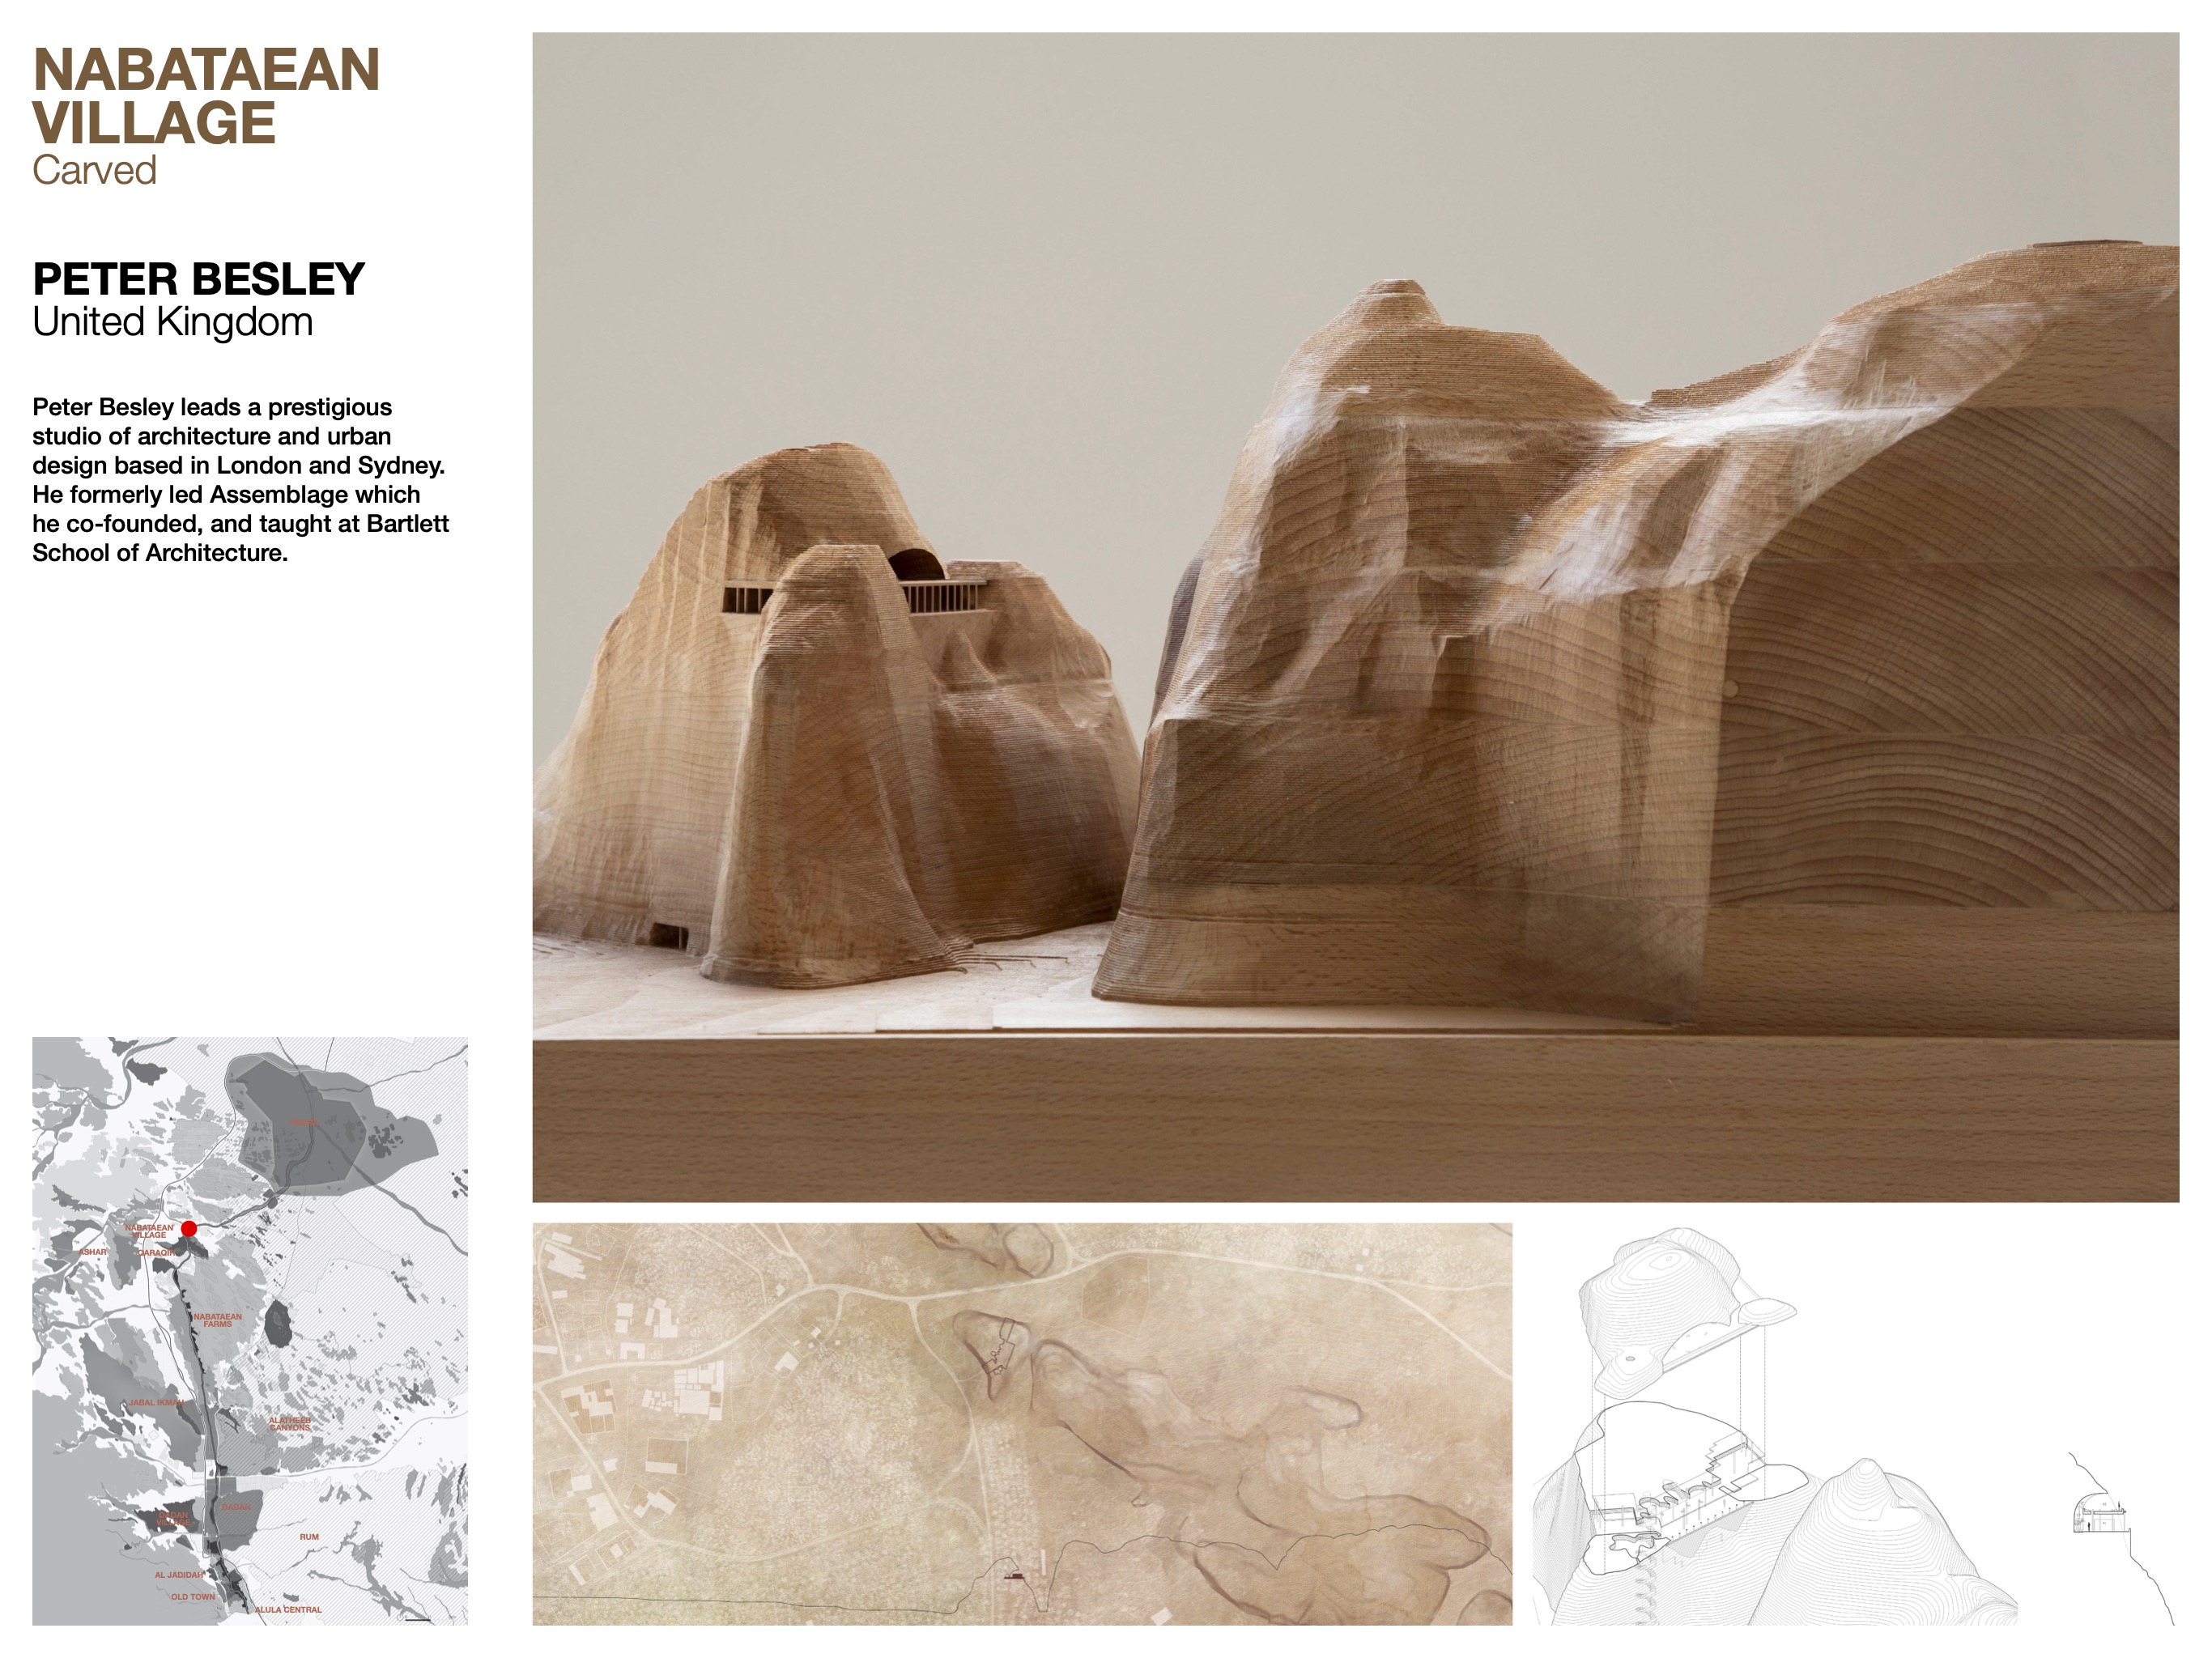 NABATAEAN
VILLAGE
Carved
PETER BESLEY
United Kingdom
Peter Besley leads a prestigious
studio of architecture and urban
design based in London and Sydney.
He formerly led Assemblage which
he co-founded, and taught at Bartlett
School of Architecture.
NABATAEAN
VILLAGE
ASHAR
QARAQIR
NABATAEAN
FARMS
JABAL IKMAH
ALATHEEB
CANYONS
DADAN
DADAN
RUM
AL JADIDAH
OLD TOWN
ALULA CENTRAL